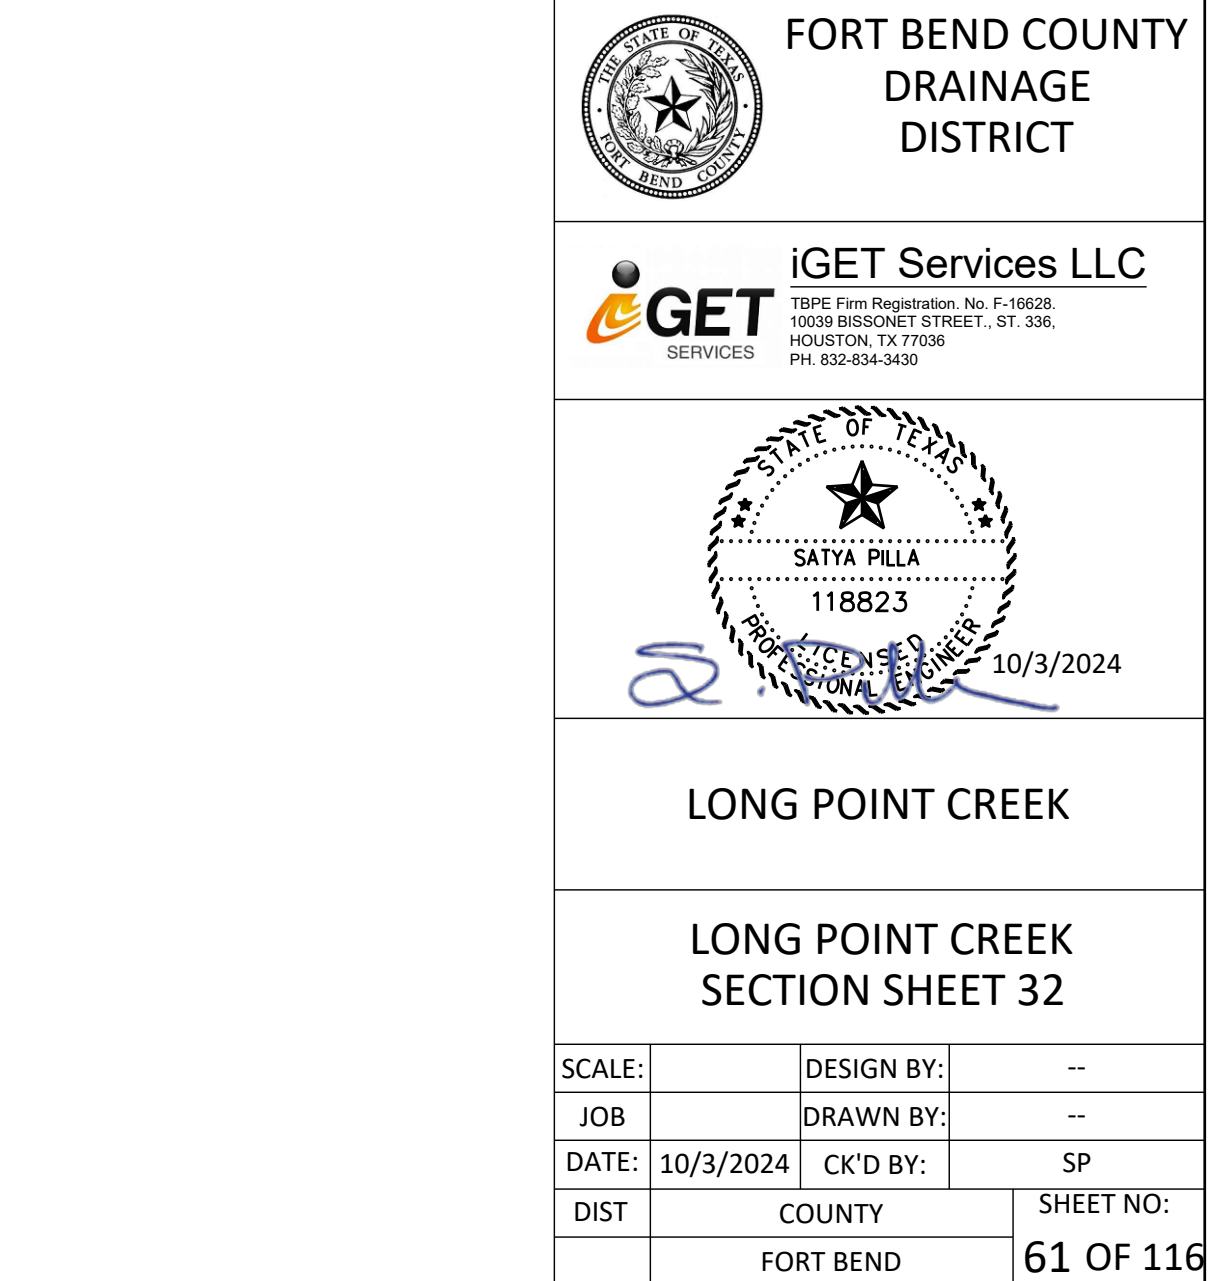 THE STATE OF TEXAS
FORT BEND COUNTY
FORT BEND COUNTY
DRAINAGE
DISTRICT
GET
SERVICES
iGET Services LLC
TBPE Firm Registration. No. F-16628.
10039 BISSONET STREET., ST. 336,
HOUSTON, TX 77036
PH. 832-834-3430
STATE OF TEXAS
SATYA PILLA
118823
LICENSED
PROFESSIONAL ENGINEER
S. Pilla
10/3/2024
LONG POINT CREEK
LONG POINT CREEK
SECTION SHEET 32
SCALE: DESIGN BY: --
JOB DRAWN BY: --
DATE: 10/3/2024 CK'D BY: SP
DIST COUNTY SHEET NO:
FORT BEND 61 OF 116